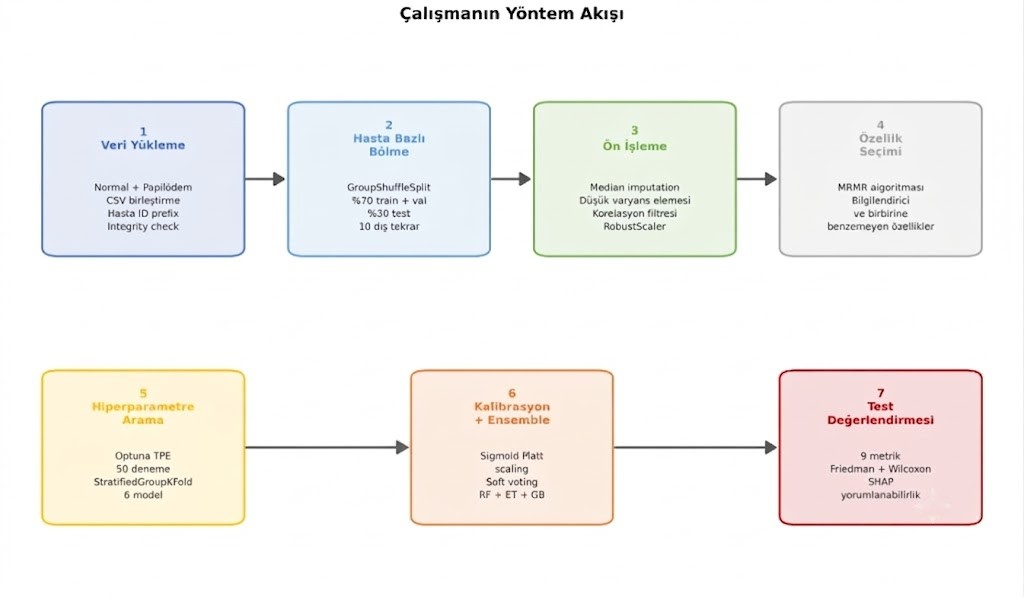 Çalışmanın Yöntem Akışı
1
Veri Yükleme
Normal + Papilödem
CSV birleştirme
Hasta ID prefix
Integrity check
2
Hasta Bazlı
Bölme
GroupShuffleSplit
%70 train + val
%30 test
10 dış tekrar
3
Ön İşleme
Median imputation
Düşük varyans elemesi
Korelasyon filtresi
RobustScaler
4
Özellik
Seçimi
MRMR algoritması
Bilgilendirici
ve birbirine
benzemeyen özellikler
5
Hiperparametre
Arama
Optuna TPE
50 deneme
StratifiedGroupKFold
6 model
6
Kalibrasyon
+ Ensemble
Sigmoid Platt
scaling
Soft voting
RF + ET + GB
7
Test
Değerlendirmesi
9 metrik
Friedman + Wilcoxon
SHAP
yorumlanabilirlik